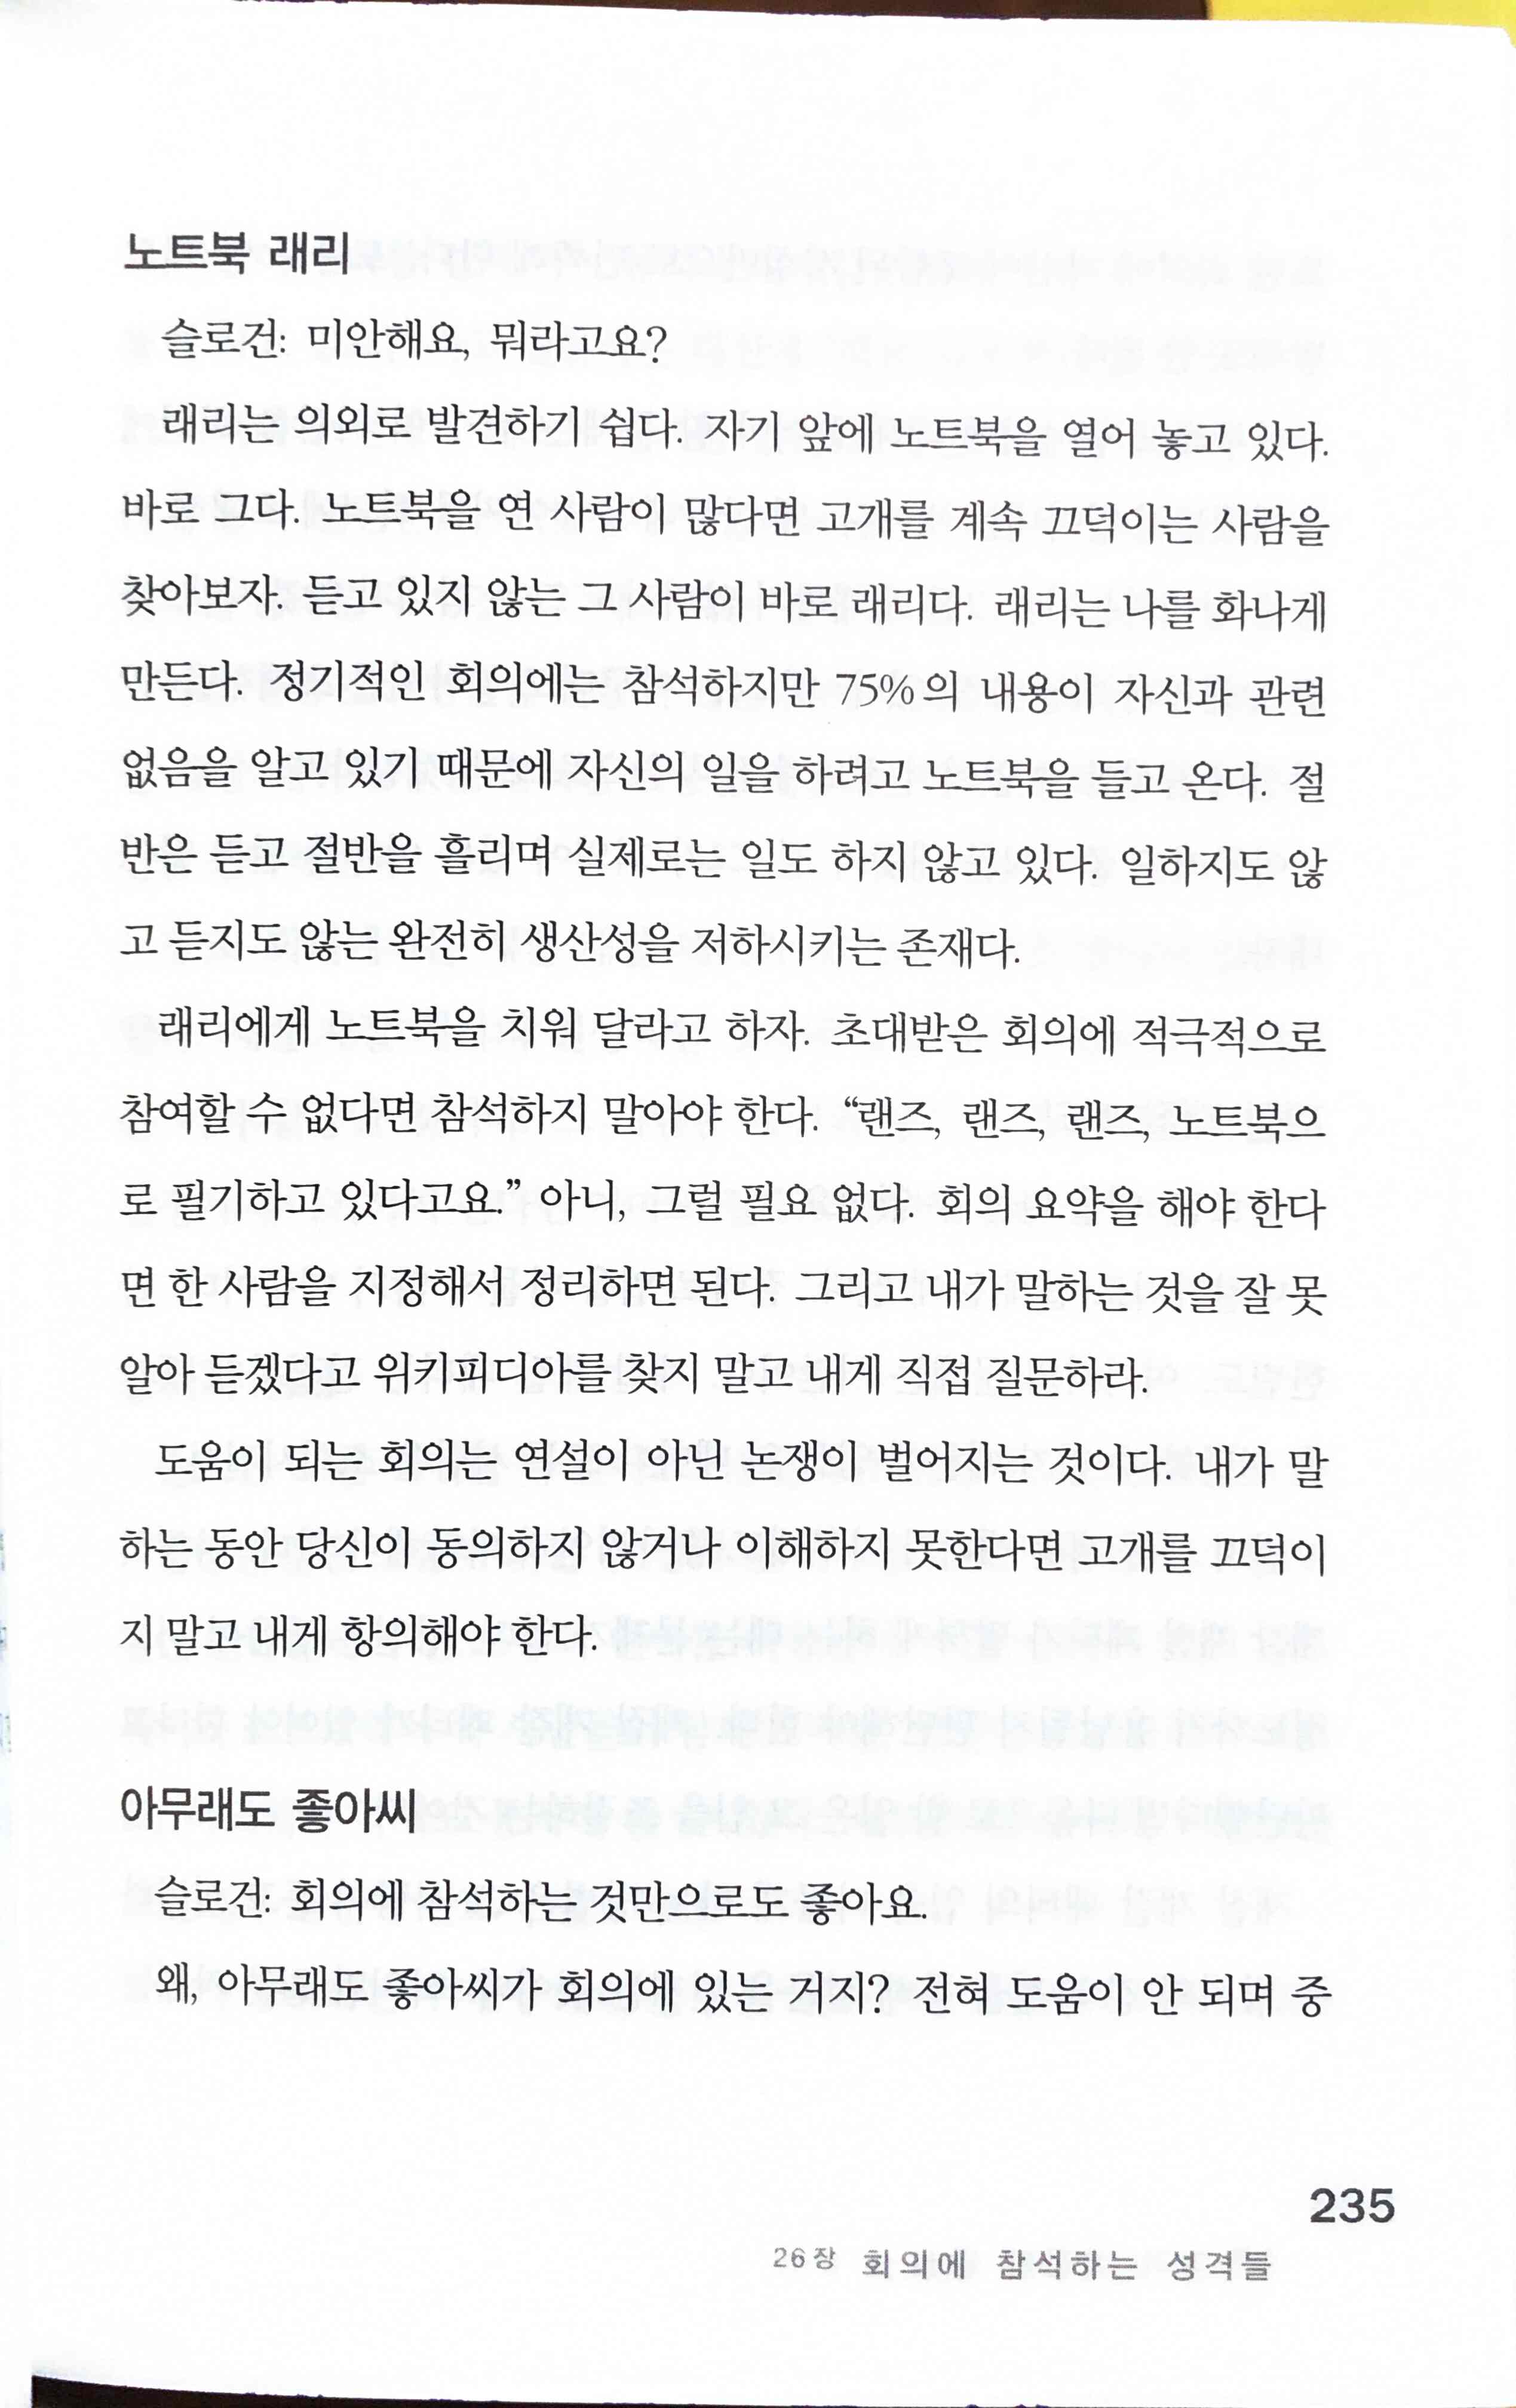 노트북 래리
슬로건: 미안해요, 뭐라고요?
래리는 의외로 발견하기 쉽다. 자기 앞에 노트북을 열어 놓고 있다.
바로 그다. 노트북을 연 사람이 많다면 고개를 계속 끄덕이는 사람을
찾아보자. 듣고 있지 않는 그 사람이 바로 래리다. 래리는 나를 화나게
만든다. 정기적인 회의에는 참석하지만 75%의 내용이 자신과 관련
없음을 알고 있기 때문에 자신의 일을 하려고 노트북을 들고 온다. 절
반은 듣고 절반을 흘리며 실제로는 일도 하지 않고 있다. 일하지도 않
고 듣지도 않는 완전히 생산성을 저하시키는 존재다.
래리에게 노트북을 치워 달라고 하자. 초대받은 회의에 적극적으로
참여할 수 없다면 참석하지 말아야 한다. “랜즈, 랜즈, 랜즈, 노트북으
로 필기하고 있다고요.” 아니, 그럴 필요 없다. 회의 요약을 해야 한다
면 한 사람을 지정해서 정리하면 된다. 그리고 내가 말하는 것을 잘 못
알아 듣겠다고 위키피디아를 찾지 말고 내게 직접 질문하라.
도움이 되는 회의는 연설이 아닌 논쟁이 벌어지는 것이다. 내가 말
하는 동안 당신이 동의하지 않거나 이해하지 못한다면 고개를 끄덕이
지 말고 내게 항의해야 한다.
아무래도 좋아씨
슬로건: 회의에 참석하는 것만으로도 좋아요.
왜, 아무래도 좋아씨가 회의에 있는 거지? 전혀 도움이 안 되며 중
235
26장 회의에 참석하는 성격들